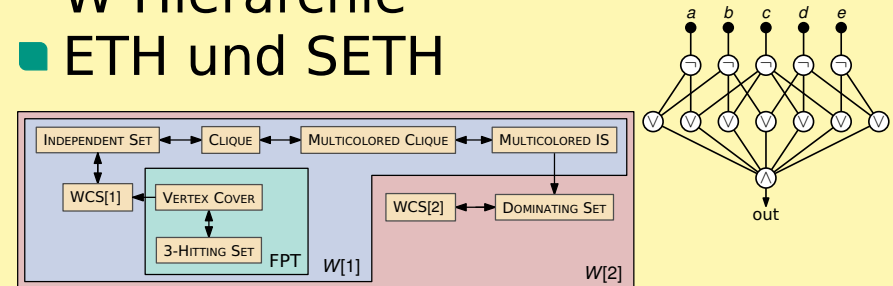 W Hierarchie
ETH und SETH
a b c d e
¬ ¬ ¬ ¬ ¬
∨ ∨ ∨ ∨ ∨ ∨ ∨
∧
out
INDEPENDENT SET CLIQUE MULTICOLORED CLIQUE MULTICOLORED IS
WCS[1] VERTEX COVER WCS[2] DOMINATING SET
3-HITTING SET FPT W[1] W[2]